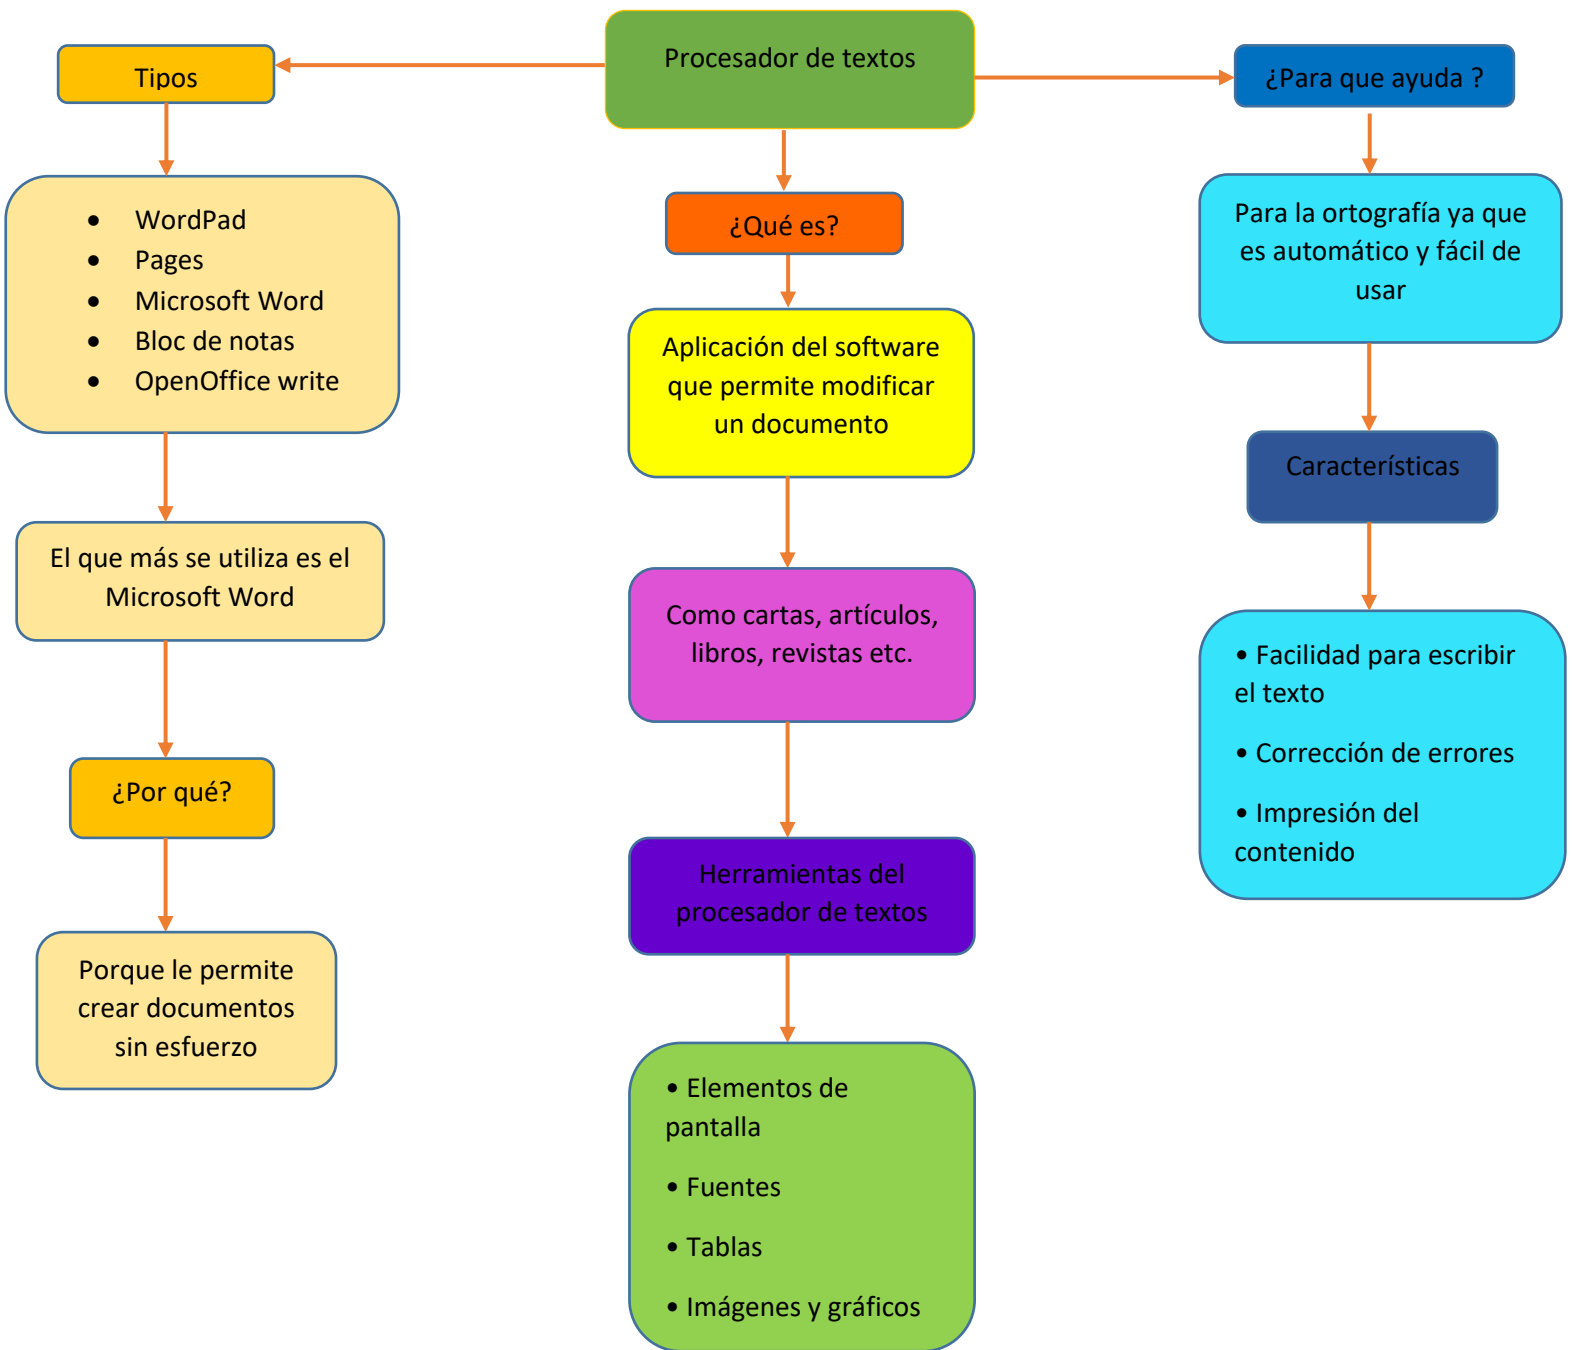 Procesador de textos
Tipos
• WordPad
• Pages
• Microsoft Word
• Bloc de notas
• OpenOffice write
El que más se utiliza es el
Microsoft Word
¿Por qué?
Porque le permite
crear documentos
sin esfuerzo
¿Qué es?
Aplicación del software
que permite modificar
un documento
Como cartas, artículos,
libros, revistas etc.
Herramientas del
procesador de textos
• Elementos de
pantalla
• Fuentes
• Tablas
• Imágenes y gráficos
¿Para que ayuda ?
Para la ortografía ya que
es automático y fácil de
usar
Características
• Facilidad para escribir
el texto
• Corrección de errores
• Impresión del
contenido